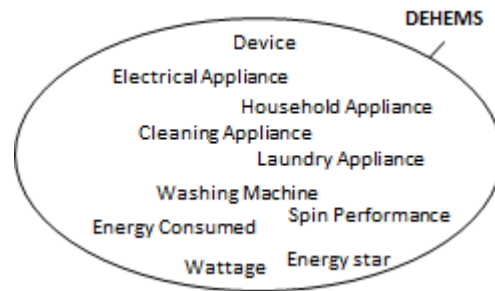 DEHEMS
Device
Electrical Appliance
Household Appliance
Cleaning Appliance
Laundry Appliance
Washing Machine
Spin Performance
Energy Consumed
Energy star
Wattage